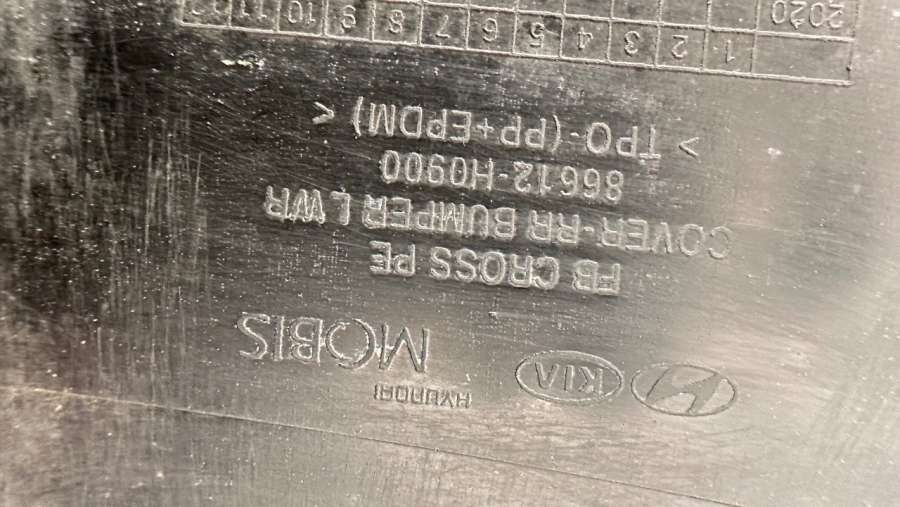 KIA HYUNDAI
MOBIS
FB CROSS PE
COVER-RR BUMPER LWR
86612-H0900
> TPO-(PP+EPDM) <
1 2 3 4 5 6 7 8 9 10 11 12
2020